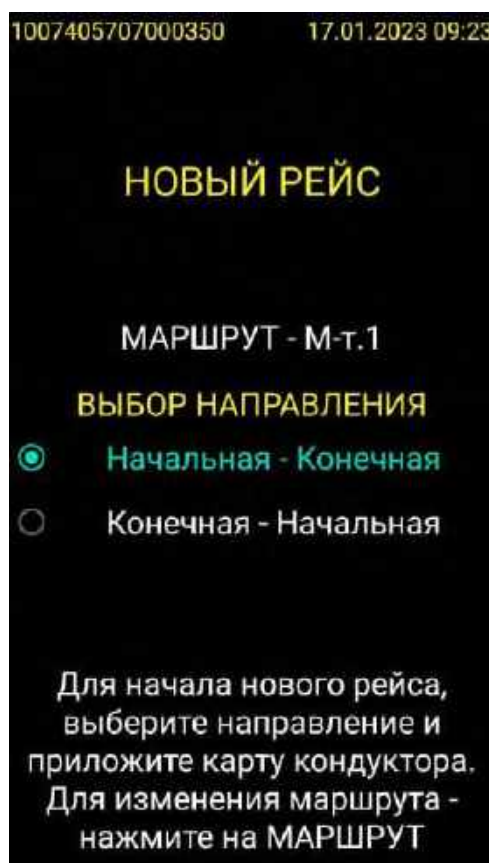 1007405707000350 17.01.2023 09:23
НОВЫЙ РЕЙС
МАРШРУТ - М-т.1
ВЫБОР НАПРАВЛЕНИЯ
Начальная - Конечная
Конечная - Начальная
Для начала нового рейса,
выберите направление и
приложите карту кондуктора.
Для изменения маршрута -
нажмите на МАРШРУТ